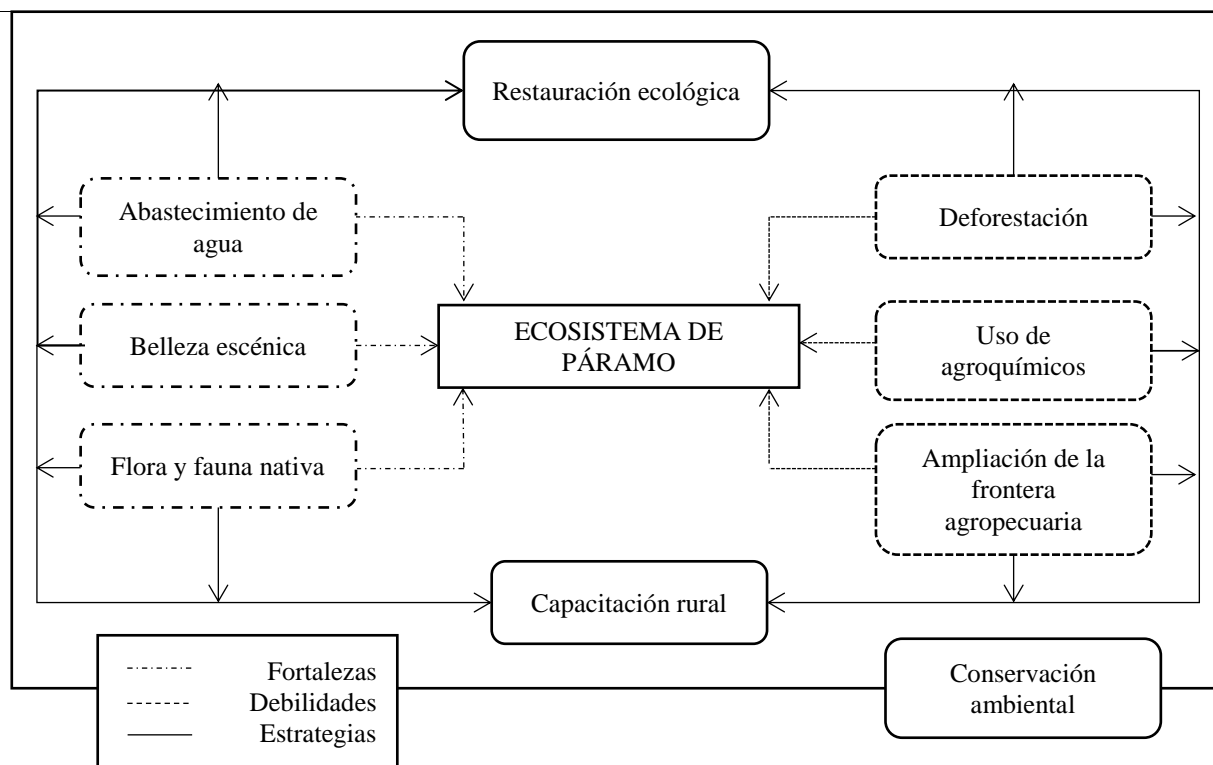 Restauración ecológica
Abastecimiento de
agua
Deforestación
ECOSISTEMA DE
PÁRAMO
Belleza escénica
Uso de
agroquímicos
Flora y fauna nativa
Ampliación de la
frontera
agropecuaria
Capacitación rural
Fortalezas
Debilidades
Estrategias
Conservación
ambiental